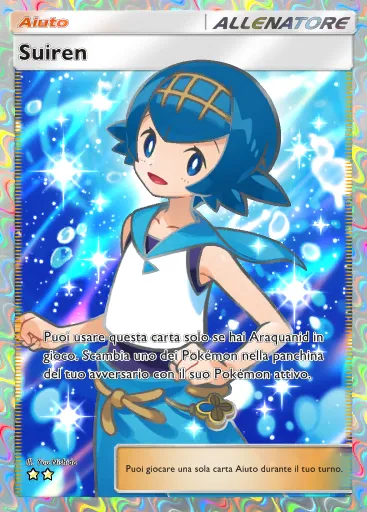 Aiuto
ALLENATORE
Suiren
Puoi usare questa carta solo se hai Araquanid in
gioco. Scambia uno dei Pokémon nella panchina
del tuo avversario con il suo Pokémon attivo.
Puoi giocare una sola carta Aiuto durante il tuo turno.